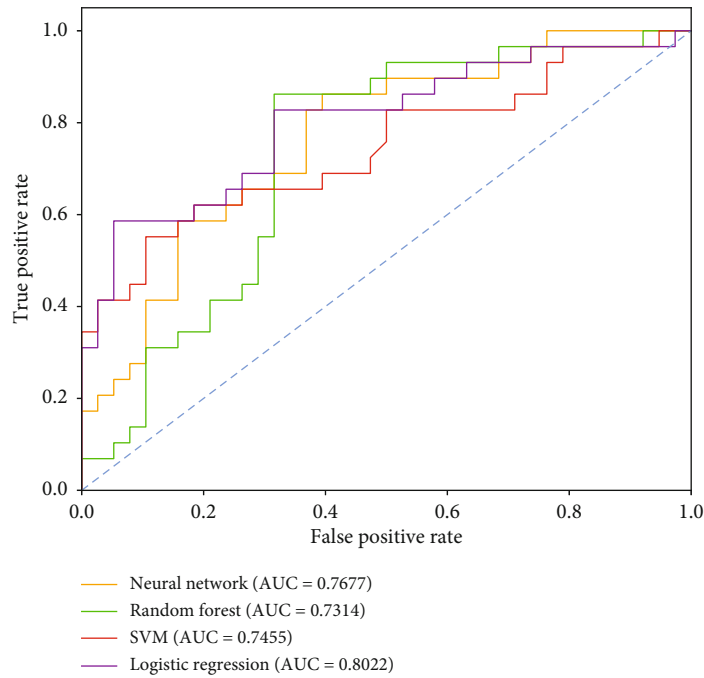 1.0
0.8
0.6
0.4
0.2
0.0
True positive rate
0.0 0.2 0.4 0.6 0.8 1.0
False positive rate
Neural network (AUC = 0.7677)
Random forest (AUC = 0.7314)
SVM (AUC = 0.7455)
Logistic regression (AUC = 0.8022)